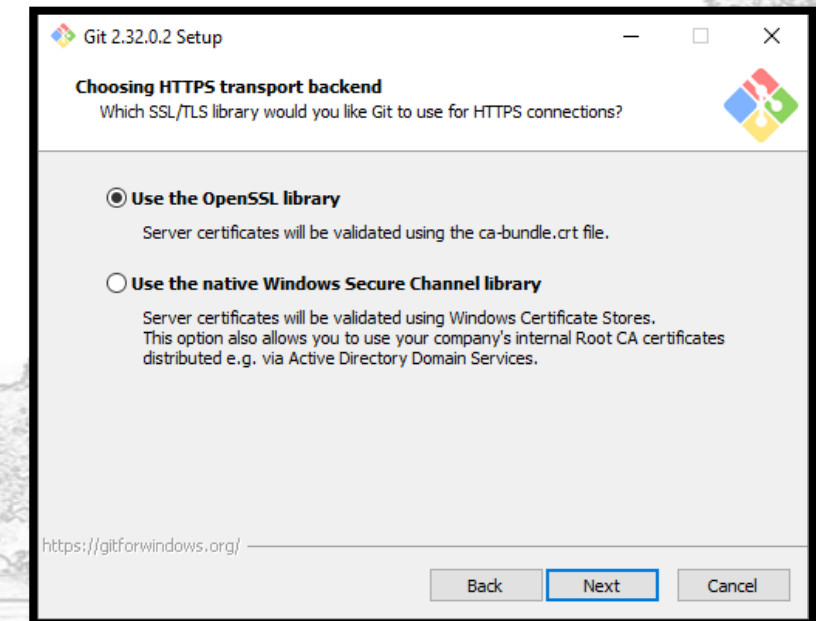 Git 2.32.0.2 Setup
Choosing HTTPS transport backend
Which SSL/TLS library would you like Git to use for HTTPS connections?
Use the OpenSSL library
Server certificates will be validated using the ca-bundle.crt file.
Use the native Windows Secure Channel library
Server certificates will be validated using Windows Certificate Stores.
This option also allows you to use your company's internal Root CA certificates
distributed e.g. via Active Directory Domain Services.
https://gitforwindows.org/
Back Next Cancel